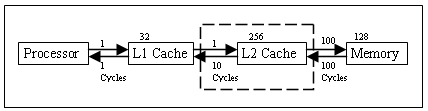 32 256 128
1 1 100
Processor L1 Cache L2 Cache Memory
1 10 100
Cycles Cycles Cycles